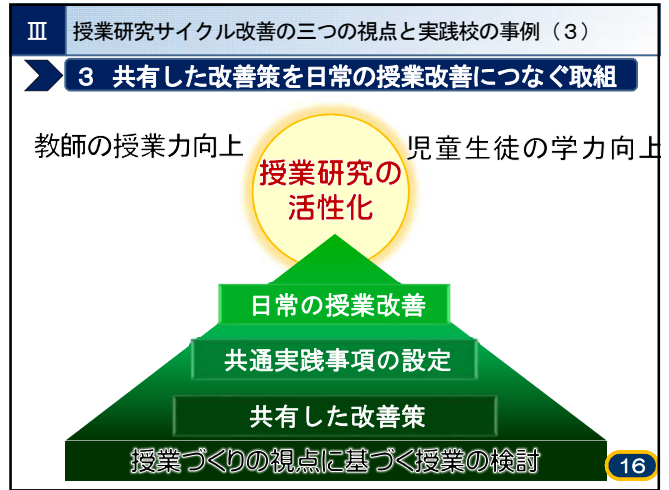 Ⅲ 授業研究サイクル改善の三つの視点と実践校の事例（３）
３ 共有した改善策を日常の授業改善につなぐ取組
教師の授業力向上
児童生徒の学力向上
授業研究の
活性化
日常の授業改善
共通実践事項の設定
共有した改善策
授業づくりの視点に基づく授業の検討
16